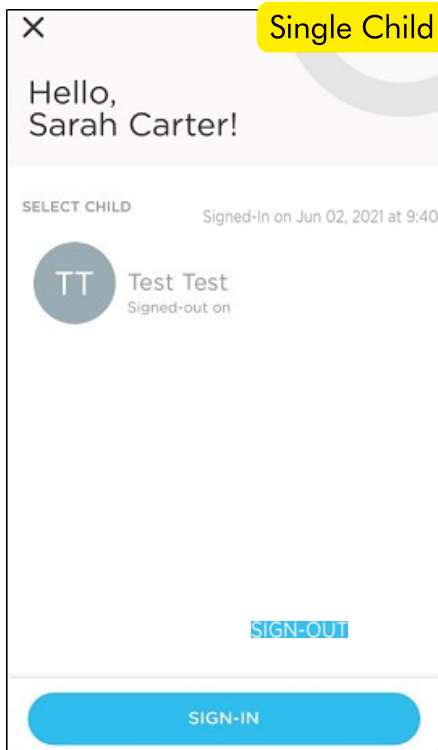 Single Child
Hello,
Sarah Carter!
SELECT CHILD
Signed-In on Jun 02, 2021 at 9:40
TT
Test Test
Signed-out on
SIGN-OUT
SIGN-IN